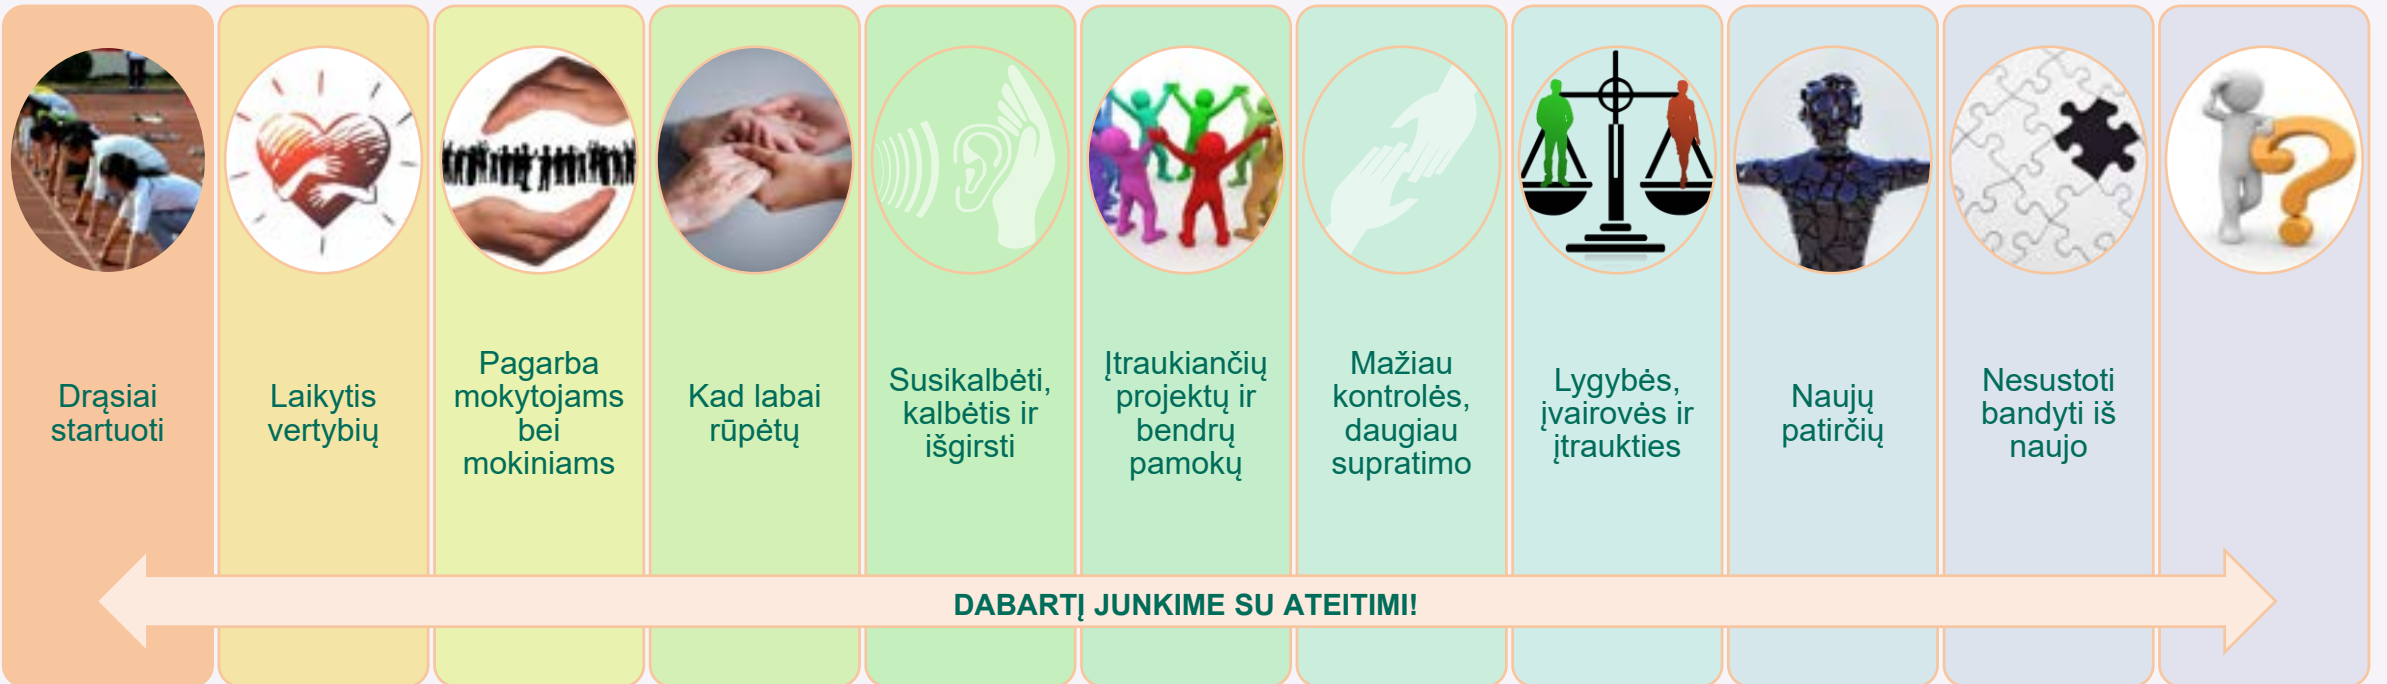 Drąsiai
startuoti
Laikytis
vertybių
Pagarba
mokytojams
bei
mokiniams
Kad labai
rūpėtų
Susikalbėti,
kalbėtis ir
išgirsti
Įtraukiančių
projektų ir
bendrų
pamokų
Mažiau
kontrolės,
daugiau
supratimo
Lygybės,
įvairovės ir
įtraukties
Naujų
patirčių
Nesustoti
bandyti iš
naujo
DABARTĮ JUNKIME SU ATEITIMI!